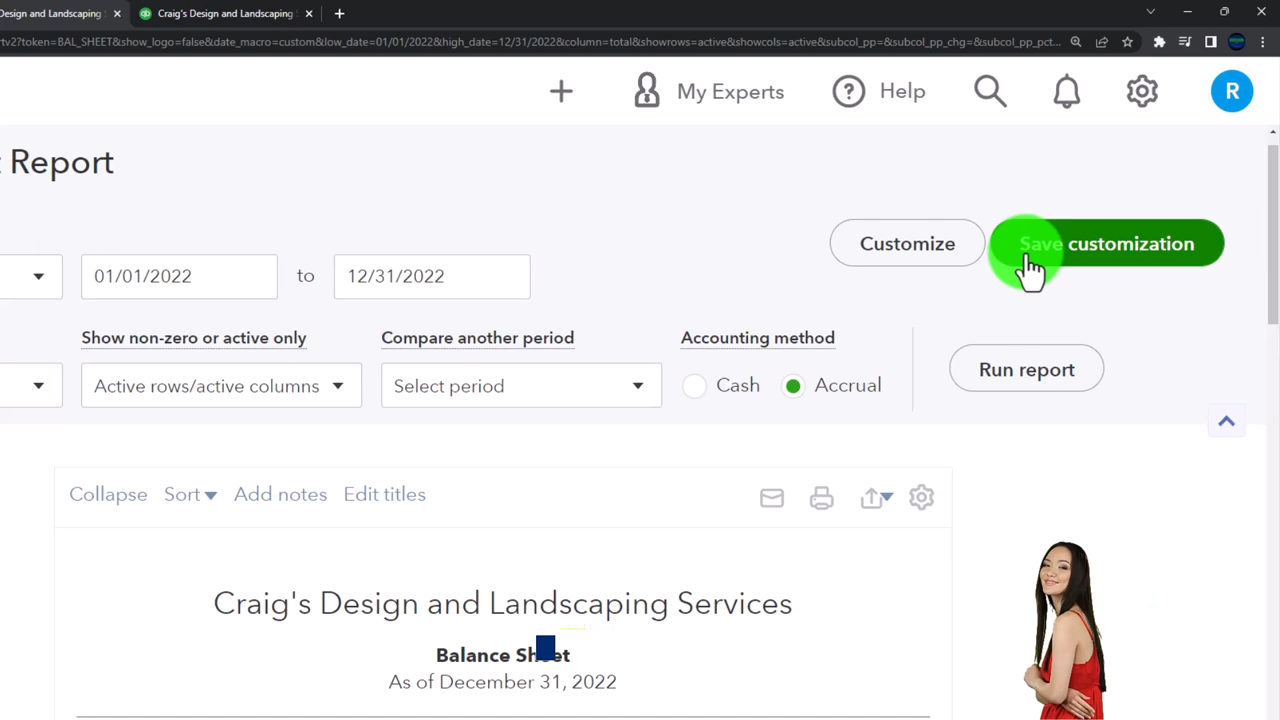 Design and Landscaping
Craig's Design and Landscaping
rtv2?token=BAL_SHEET&show_logo=false&date_macro=custom&low_date=01/01/2022&high_date=12/31/2022&column=total&showrows=active&showcols=active&subcol_pp=&subcol_pp_chg=&subcol_pp_pct...
My Experts
Help
R
Report
Customize
Save customization
01/01/2022
to
12/31/2022
Show non-zero or active only
Compare another period
Accounting method
Active rows/active columns
Select period
Cash
Accrual
Run report
Collapse
Sort
Add notes
Edit titles
Craig's Design and Landscaping Services
Balance Sheet
As of December 31, 2022